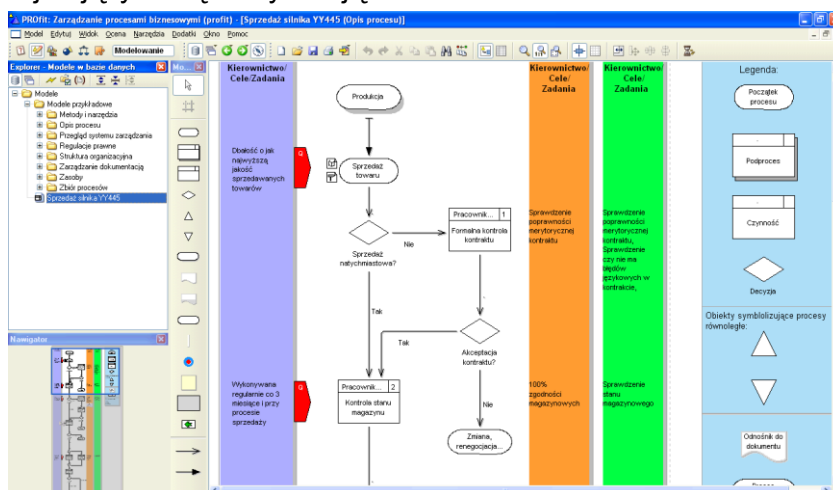 PROfit: Zarządzanie procesami biznesowymi (profit) - [Sprzedaż silnika YY445 (Opis procesu)]
Model Edytuj Widok Ocena Narzędzia Dodatki Okno Pomoc
Modelowanie
Explorer - Modele w bazie danych
Mo...
Modele
Modele przykładowe
Metody i narzędzia
Opis procesu
Przegląd systemu zarządzania
Regulacje prawne
Struktura organizacyjna
Zarządzanie dokumentacją
Zasoby
Zbiór procesów
Sprzedaż silnika YY445
Nawigator
Kierownictwo/
Cele/Zadania
Dbałość o jak
najwyższą
jakość
sprzedawanych
towarów
Q
Wykonywana
regularnie co 3
miesiące i przy
procesie
sprzedaży
Q
Produkcja
Sprzedaż
towaru
Sprzedaż
natychmiastowa?
Nie
Tak
Pracownik... 1
Formalna kontrola
kontraktu
Akceptacja
kontraktu?
Tak
Nie
Pracownik... 2
Kontrola stanu
magazynu
Zmiana,
renegocjacja...
Kierownictwo/
Cele/
Zadania
Sprawdzenie
poprawności
merytorycznej
kontraktu
100%
zgodności
magazynowych
Kierownictwo/
Cele/
Zadania
Sprawdzenie
poprawności
merytorycznej
kontraktu,
Sprawdzenie
czy nie ma
błędów
językowych w
kontrakcie,
Sprawdzenie
stanu
magazynowego
Legenda:
Początek
procesu
Podproces
Czynność
Decyzja
Obiekty symblolizujące procesy
równoległe:
Odnośnik do
dokumentu